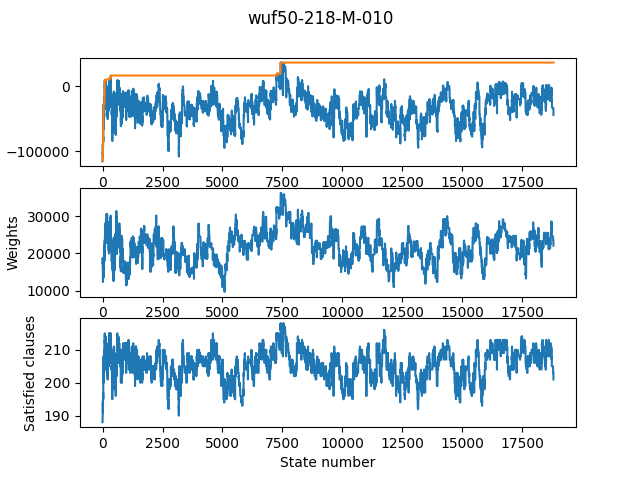 wuf50-218-M-010
0
−100000
0 2500 5000 7500 10000 12500 15000 17500
30000
20000
10000
Weights
0 2500 5000 7500 10000 12500 15000 17500
210
200
190
Satisfied clauses
0 2500 5000 7500 10000 12500 15000 17500
State number